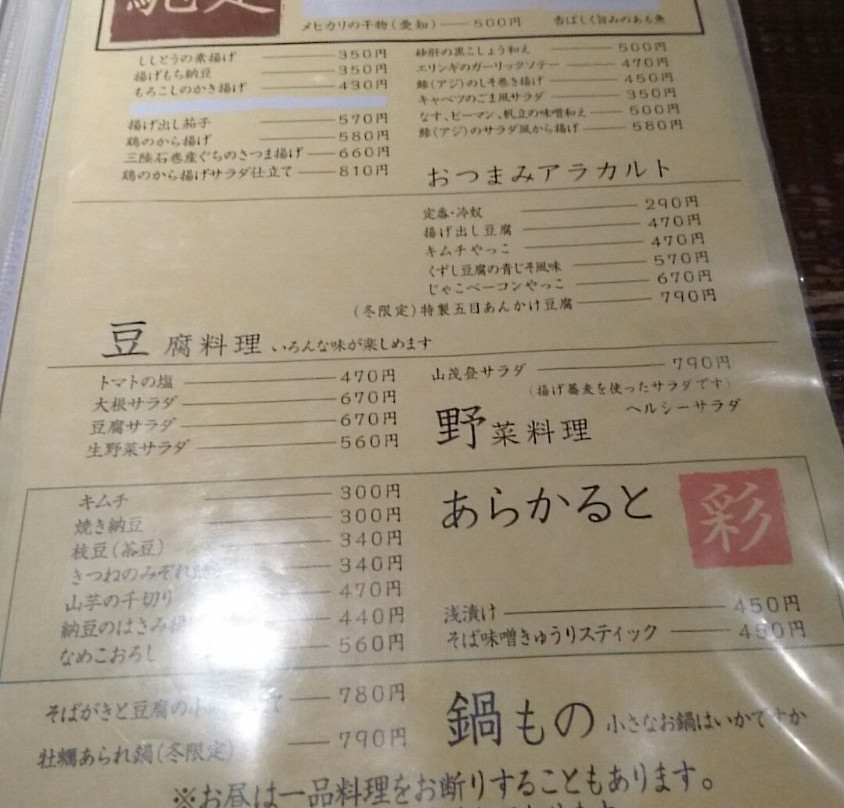 メヒカリの干物(愛知) 500円 香ばしく旨みのある魚
ししとうの素揚げ 350円
揚げもち納豆 350円
もろこしのかき揚げ 430円
揚げ出し茄子 570円
鶏のから揚げ 580円
三陸石巻産ぐちのさつま揚げ 660円
鶏のから揚げサラダ仕立て 810円
砂肝の黒こしょう和え 500円
エリンギのガーリックソテー 470円
鯵(アジ)のしそ巻き揚げ 450円
キャベツのごま風サラダ 350円
なす、ピーマン、帆立の味噌和え 500円
鯵(アジ)のサラダ風から揚げ 580円
おつまみアラカルト
定番・冷奴 290円
揚げ出し豆腐 470円
キムチやっこ 470円
くずし豆腐の青じそ風味 570円
じゃこベーコンやっこ 670円
(冬限定)特製五目あんかけ豆腐 790円
豆腐料理 いろんな味が楽しめます
トマトの塩 470円
大根サラダ 670円
豆腐サラダ 670円
生野菜サラダ 560円
山茂登サラダ 790円
(揚げ蕎麦を使ったサラダです)
野菜料理 ヘルシーサラダ
キムチ 300円
焼き納豆 300円
枝豆(茶豆) 340円
きつねのみぞれ 340円
山芋の千切り 470円
納豆のはさみ 440円
なめこおろし 560円
あらかると 彩
浅漬け 450円
そば味噌きゅうりスティック
そばがきと豆腐の 780円
牡蠣あられ鍋(冬限定) 790円
鍋もの 小さなお鍋はいかですか
※お昼は一品料理をお断りすることもあります。